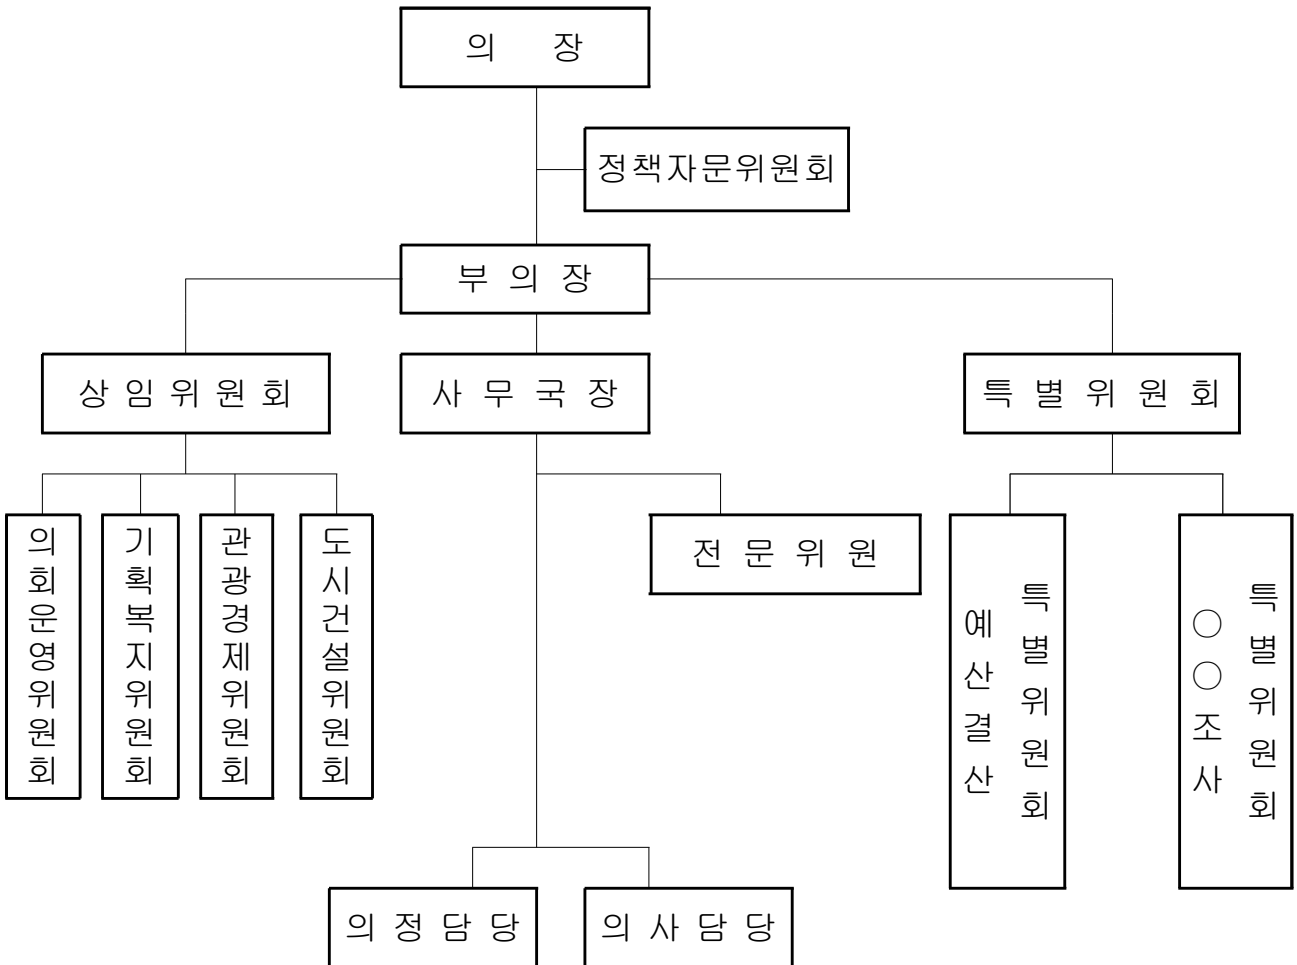 의 장
정책자문위원회
부 의 장
상 임 위 원 회
사 무 국 장
특 별 위 원 회
의회운영위원회
기획복지위원회
관광경제위원회
도시건설위원회
전 문 위 원
예산결산
특별위원회
○○조사
특별위원회
의 정 담 당
의 사 담 당